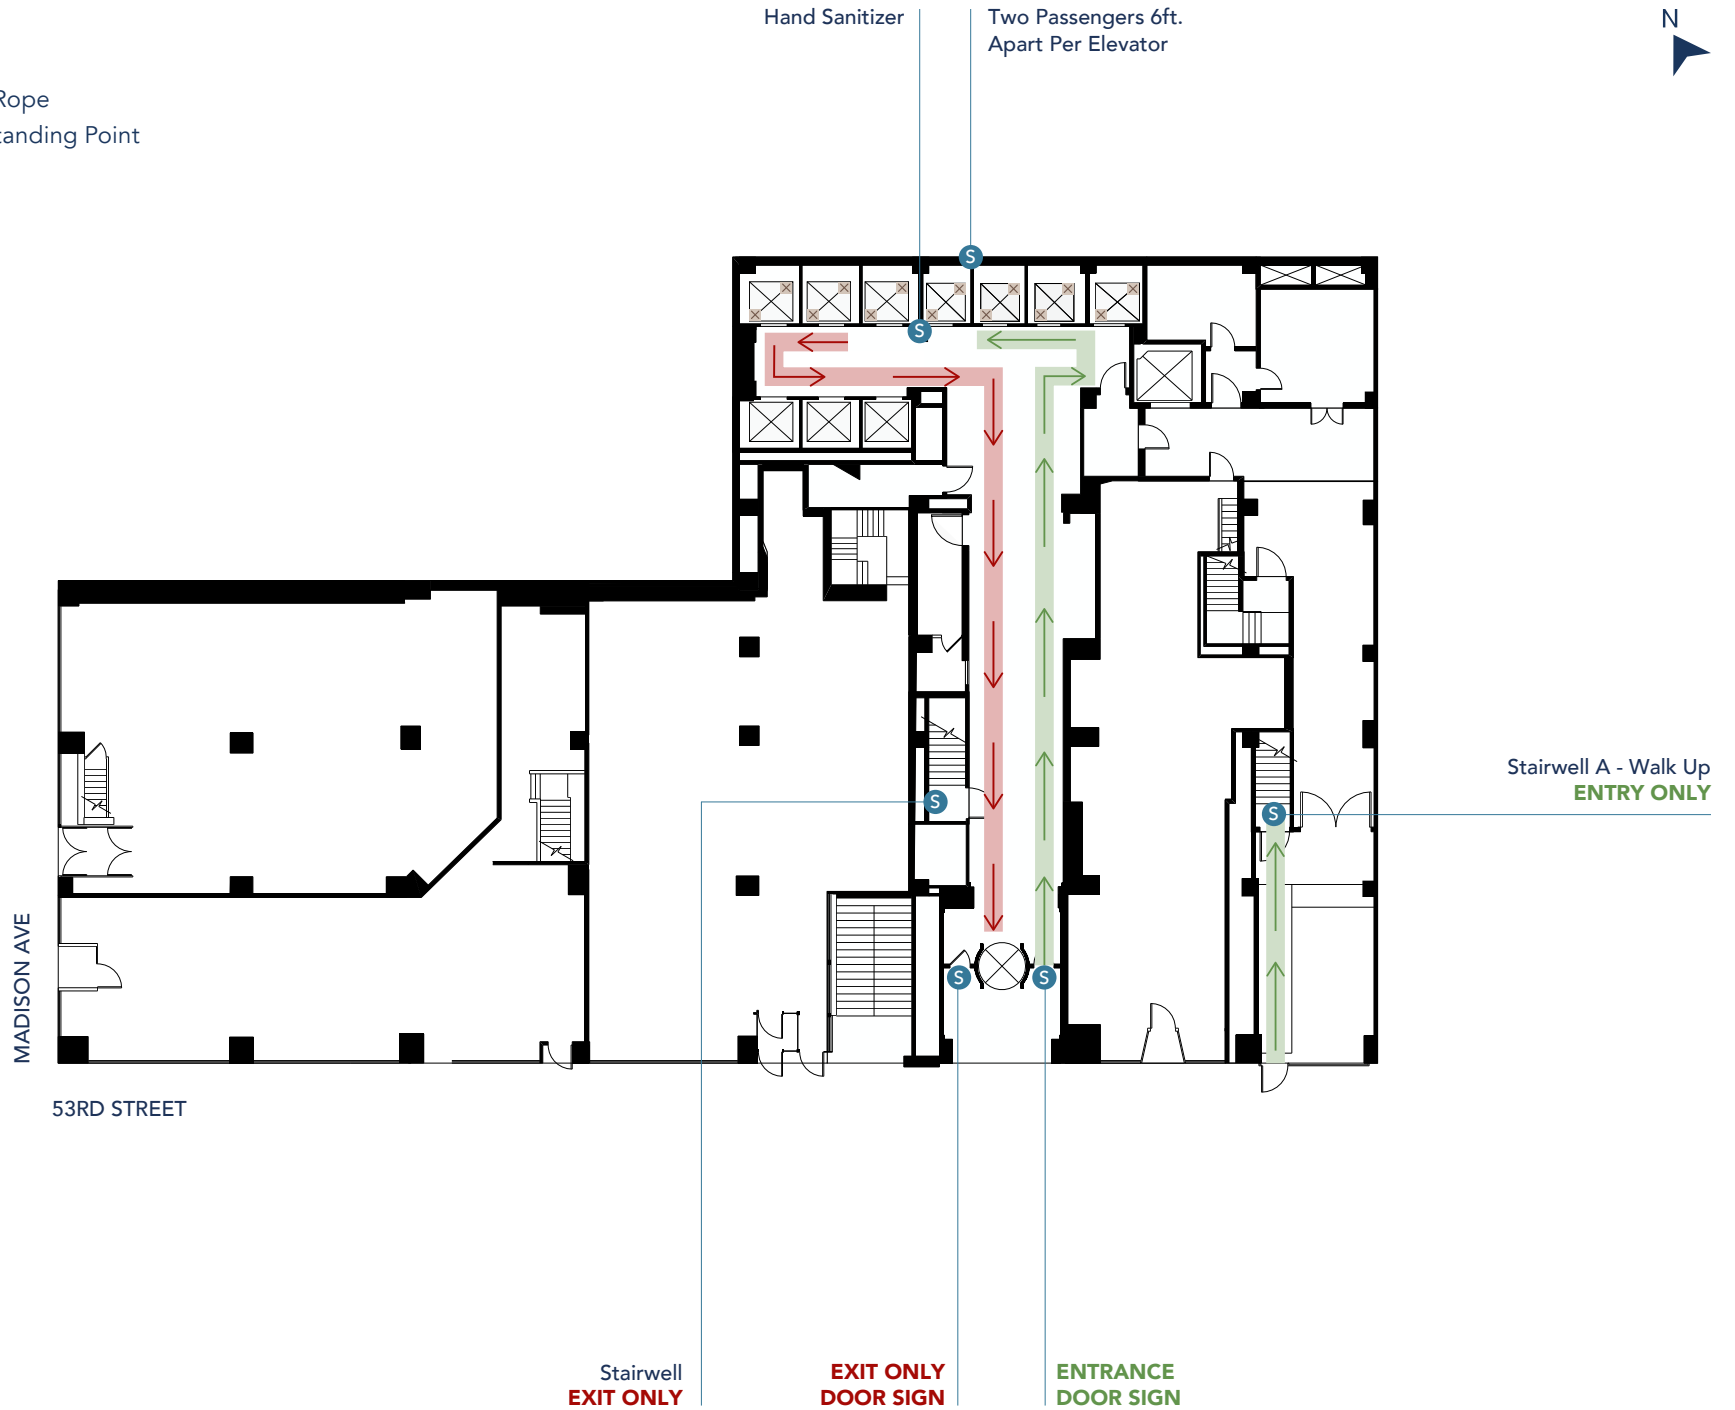 Hand Sanitizer
Two Passengers 6ft.
Apart Per Elevator
N
Rope
tanding Point
S
S
Stairwell A - Walk Up
ENTRY ONLY
S
S
S
S
MADISON AVE
53RD STREET
Stairwell
EXIT ONLY
EXIT ONLY
DOOR SIGN
ENTRANCE
DOOR SIGN